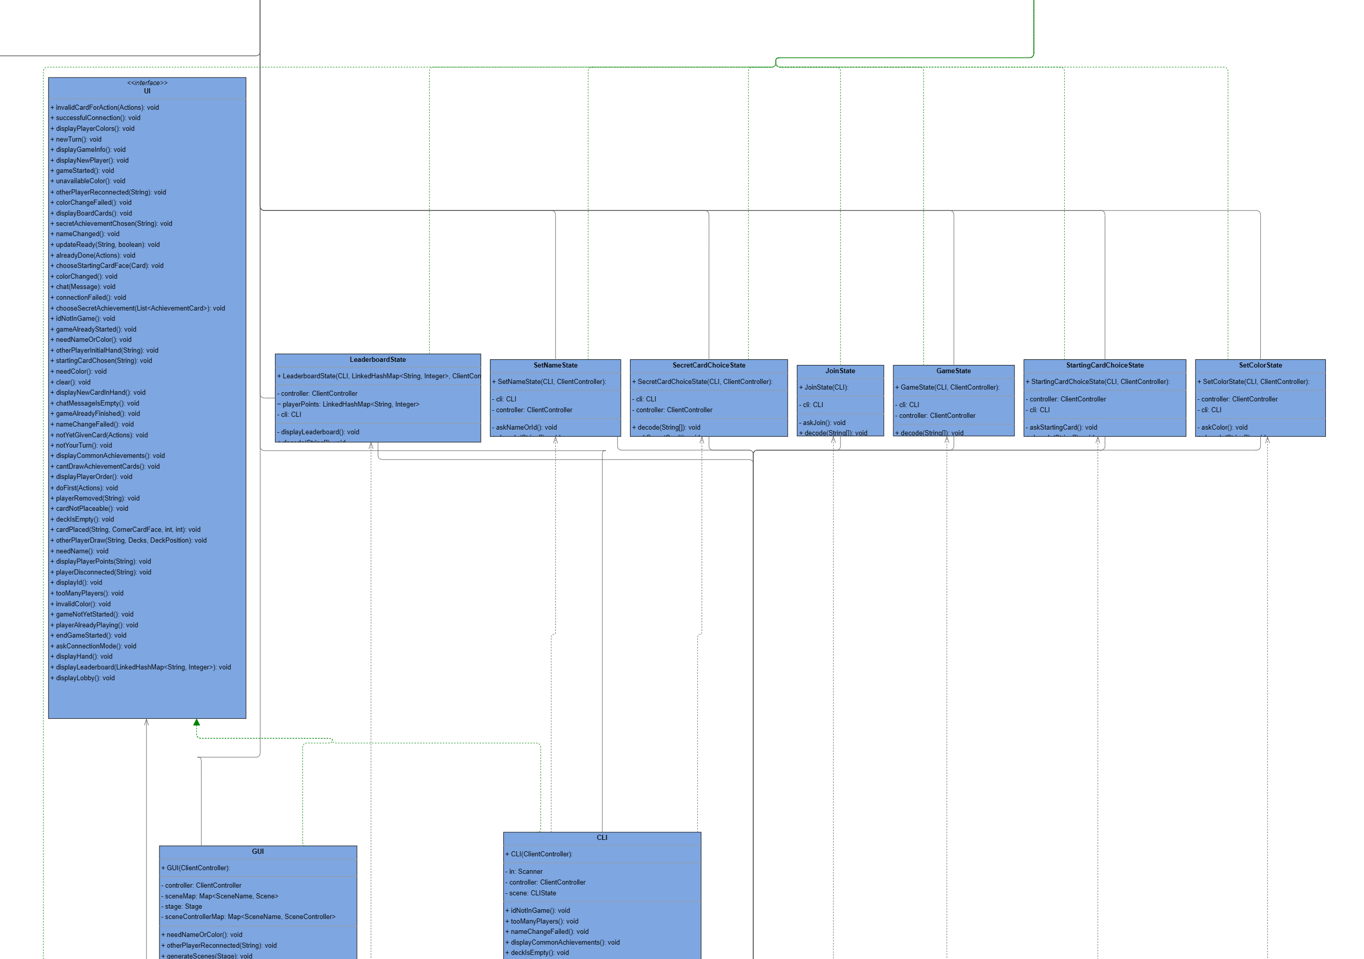 <<interface>>
UI
+ invalidCardForAction(Actions): void
+ successfulConnection(): void
+ displayPlayerColors(): void
+ newTurn(): void
+ displayGameInfo(): void
+ displayNewPlayer(): void
+ gameStarted(): void
+ unavailableColor(): void
+ otherPlayerReconnected(String): void
+ colorChangeFailed(): void
+ displayBoardCards(): void
+ secretAchievementChosen(String): void
+ nameChanged(): void
+ updateReady(String, boolean): void
+ alreadyDone(Actions): void
+ chooseStartingCardFace(Card): void
+ colorChanged(): void
+ chat(Message): void
+ connectionFailed(): void
+ chooseSecretAchievement(List<AchievementCard>): void
+ idNotInGame(): void
+ gameAlreadyStarted(): void
+ needNameOrColor(): void
+ otherPlayerInitialHand(String): void
+ startingCardChosen(String): void
+ needColor(): void
+ clear(): void
+ displayNewCardInHand(): void
+ chatMessageIsEmpty(): void
+ gameAlreadyFinished(): void
+ nameChangeFailed(): void
+ notYetGivenCard(Actions): void
+ notYourTurn(): void
+ displayCommonAchievements(): void
+ cantDrawAchievementCards(): void
+ displayPlayerOrder(): void
+ doFirst(Actions): void
+ playerRemoved(String): void
+ cardNotPlaceable(): void
+ deckIsEmpty(): void
+ cardPlaced(String, CornerCardFace, int, int): void
+ otherPlayerDraw(String, Decks, DeckPosition): void
+ needName(): void
+ displayPlayerPoints(String): void
+ playerDisconnected(String): void
+ displayId(): void
+ tooManyPlayers(): void
+ invalidColor(): void
+ gameNotYetStarted(): void
+ playerAlreadyPlaying(): void
+ endGameStarted(): void
+ askConnectionMode(): void
+ displayHand(): void
+ displayLeaderboard(LinkedHashMap<String, Integer>): void
+ displayLobby(): void
LeaderboardState
+ LeaderboardState(CLI, LinkedHashMap<String, Integer>, ClientCon
- controller: ClientController
~ playerPoints: LinkedHashMap<String, Integer>
- cli: CLI
- displayLeaderboard(): void
SetNameState
+ SetNameState(CLI, ClientController):
- cli: CLI
- controller: ClientController
- askNameOrId(): void
SecretCardChoiceState
+ SecretCardChoiceState(CLI, ClientController):
- cli: CLI
- controller: ClientController
+ decode(String[]): void
JoinState
+ JoinState(CLI):
- cli: CLI
- askJoin(): void
+ decode(String[]): void
GameState
+ GameState(CLI, ClientController):
- cli: CLI
- controller: ClientController
+ decode(String[]): void
StartingCardChoiceState
+ StartingCardChoiceState(CLI, ClientController):
- controller: ClientController
- cli: CLI
- askStartingCard(): void
SetColorState
+ SetColorState(CLI, ClientController):
- controller: ClientController
- cli: CLI
- askColor(): void
GUI
+ GUI(ClientController):
- controller: ClientController
- sceneMap: Map<SceneName, Scene>
- stage: Stage
- sceneControllerMap: Map<SceneName, SceneController>
+ needNameOrColor(): void
+ otherPlayerReconnected(String): void
+ generateScenes(Stage): void
CLI
+ CLI(ClientController):
- in: Scanner
- controller: ClientController
- scene: CLIState
+ idNotInGame(): void
+ tooManyPlayers(): void
+ nameChangeFailed(): void
+ displayCommonAchievements(): void
+ deckIsEmpty(): void